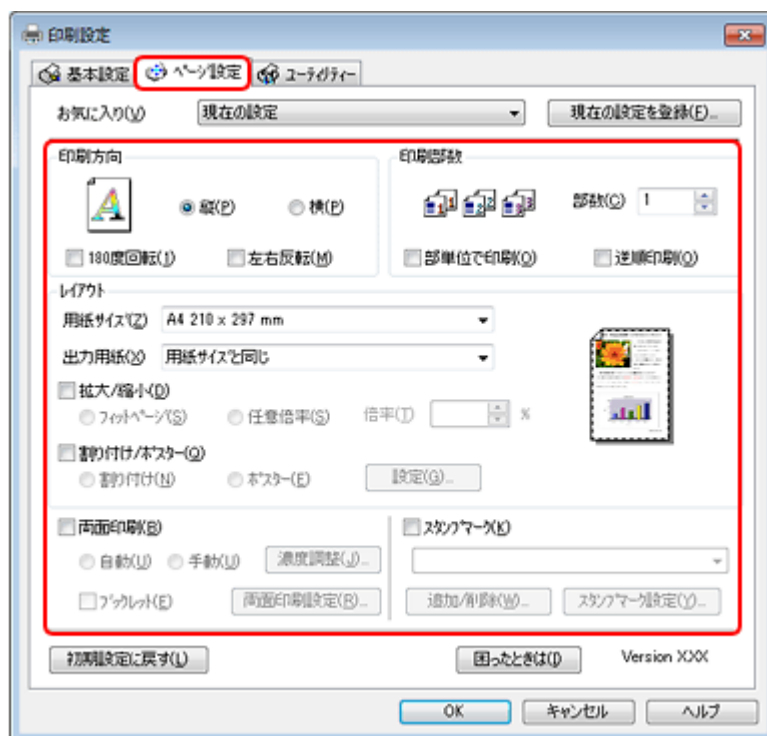 印刷設定
基本設定 ページ設定 ユーティリティー
お気に入り(V) 現在の設定 現在の設定を登録(F)...
印刷方向 印刷部数
縦(P) 横(P) 部数(C) 1
180度回転(1) 左右反転(M) 部単位で印刷(O) 逆順印刷(Q)
レイアウト
用紙サイズ(Z) A4 210 x 297 mm
出力用紙(X) 用紙サイズと同じ
拡大/縮小(D)
フィットページ(S) 任意倍率(S) 倍率(T) %
割り付け/ポスター(Q)
割り付け(N) ポスター(E) 設定(G)...
両面印刷(B) スタンプマーク(K)
自動(U) 手動(U) 濃度調整(J)...
ブックレット(E) 両面印刷設定(R)... 追加/削除(W)... スタンプマーク設定(Y)...
初期設定に戻す(L) 困ったときは(I) Version XXX
OK キャンセル ヘルプ